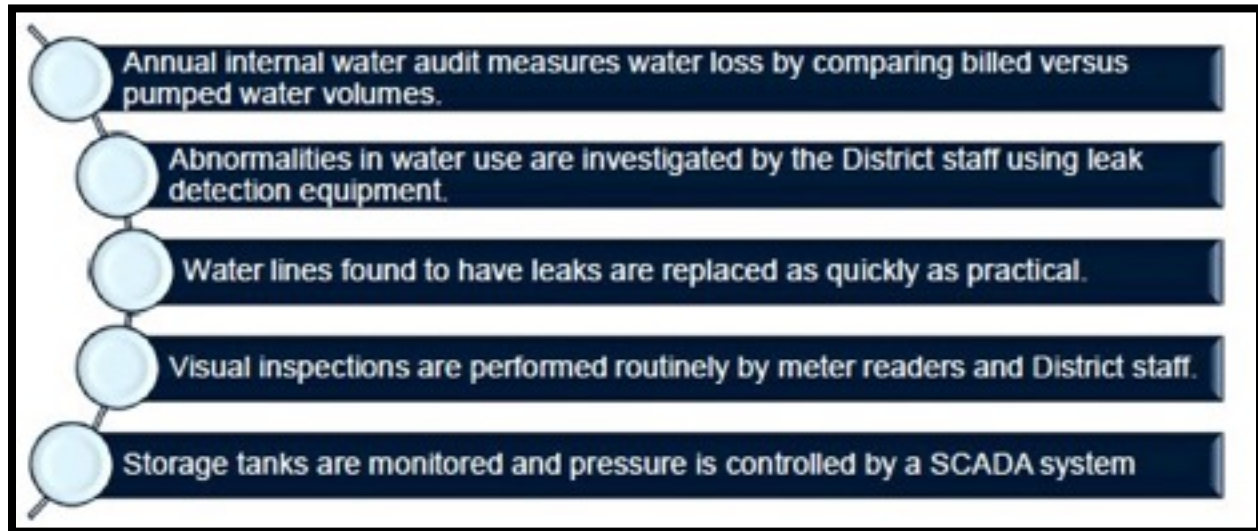 Annual internal water audit measures water loss by comparing billed versus
pumped water volumes.
Abnormalities in water use are investigated by the District staff using leak
detection equipment.
Water lines found to have leaks are replaced as quickly as practical.
Visual inspections are performed routinely by meter readers and District staff.
Storage tanks are monitored and pressure is controlled by a SCADA system